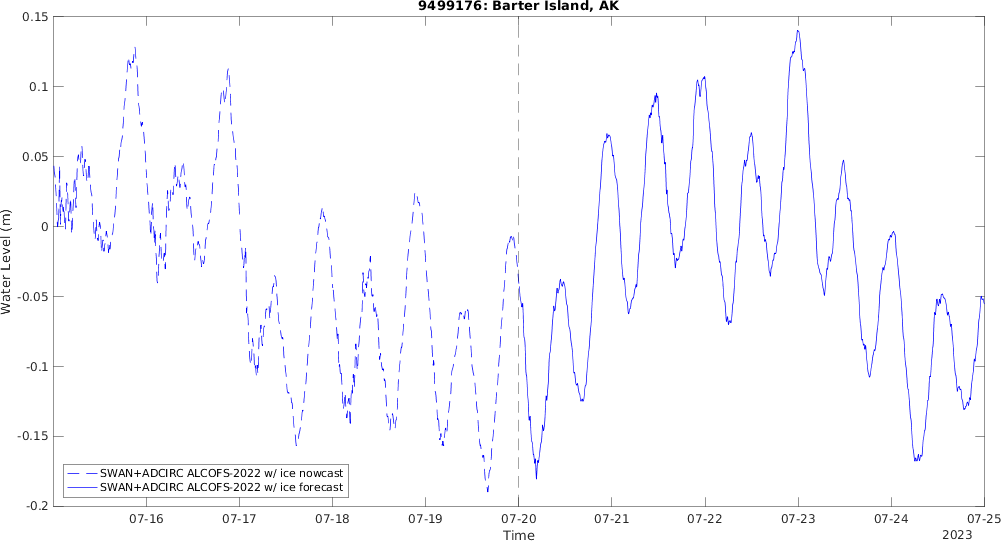 9499176: Barter Island, AK
0.15
0.1
0.05
0
-0.05
-0.1
-0.15
-0.2
Water Level (m)
SWAN+ADCIRC ALCOFS-2022 w/ ice nowcast
SWAN+ADCIRC ALCOFS-2022 w/ ice forecast
07-16 07-17 07-18 07-19 07-20 07-21 07-22 07-23 07-24 07-25
Time
2023